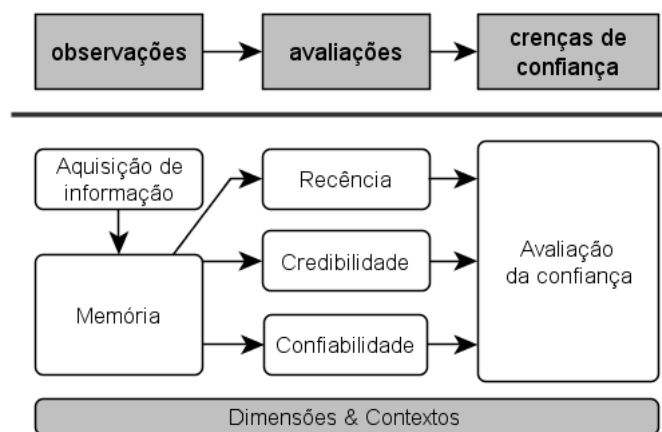 observações
avaliações
crenças de
confiança
Aquisição de
informação
Memória
Recência
Credibilidade
Confiabilidade
Avaliação
da confiança
Dimensões & Contextos